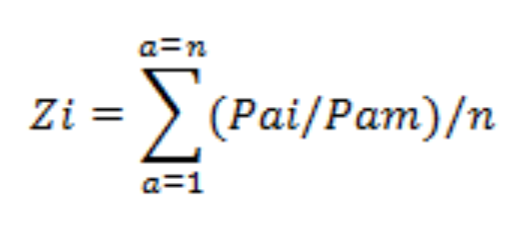 a=n
Zi = ∑(Pai/Pam)/n
a=1